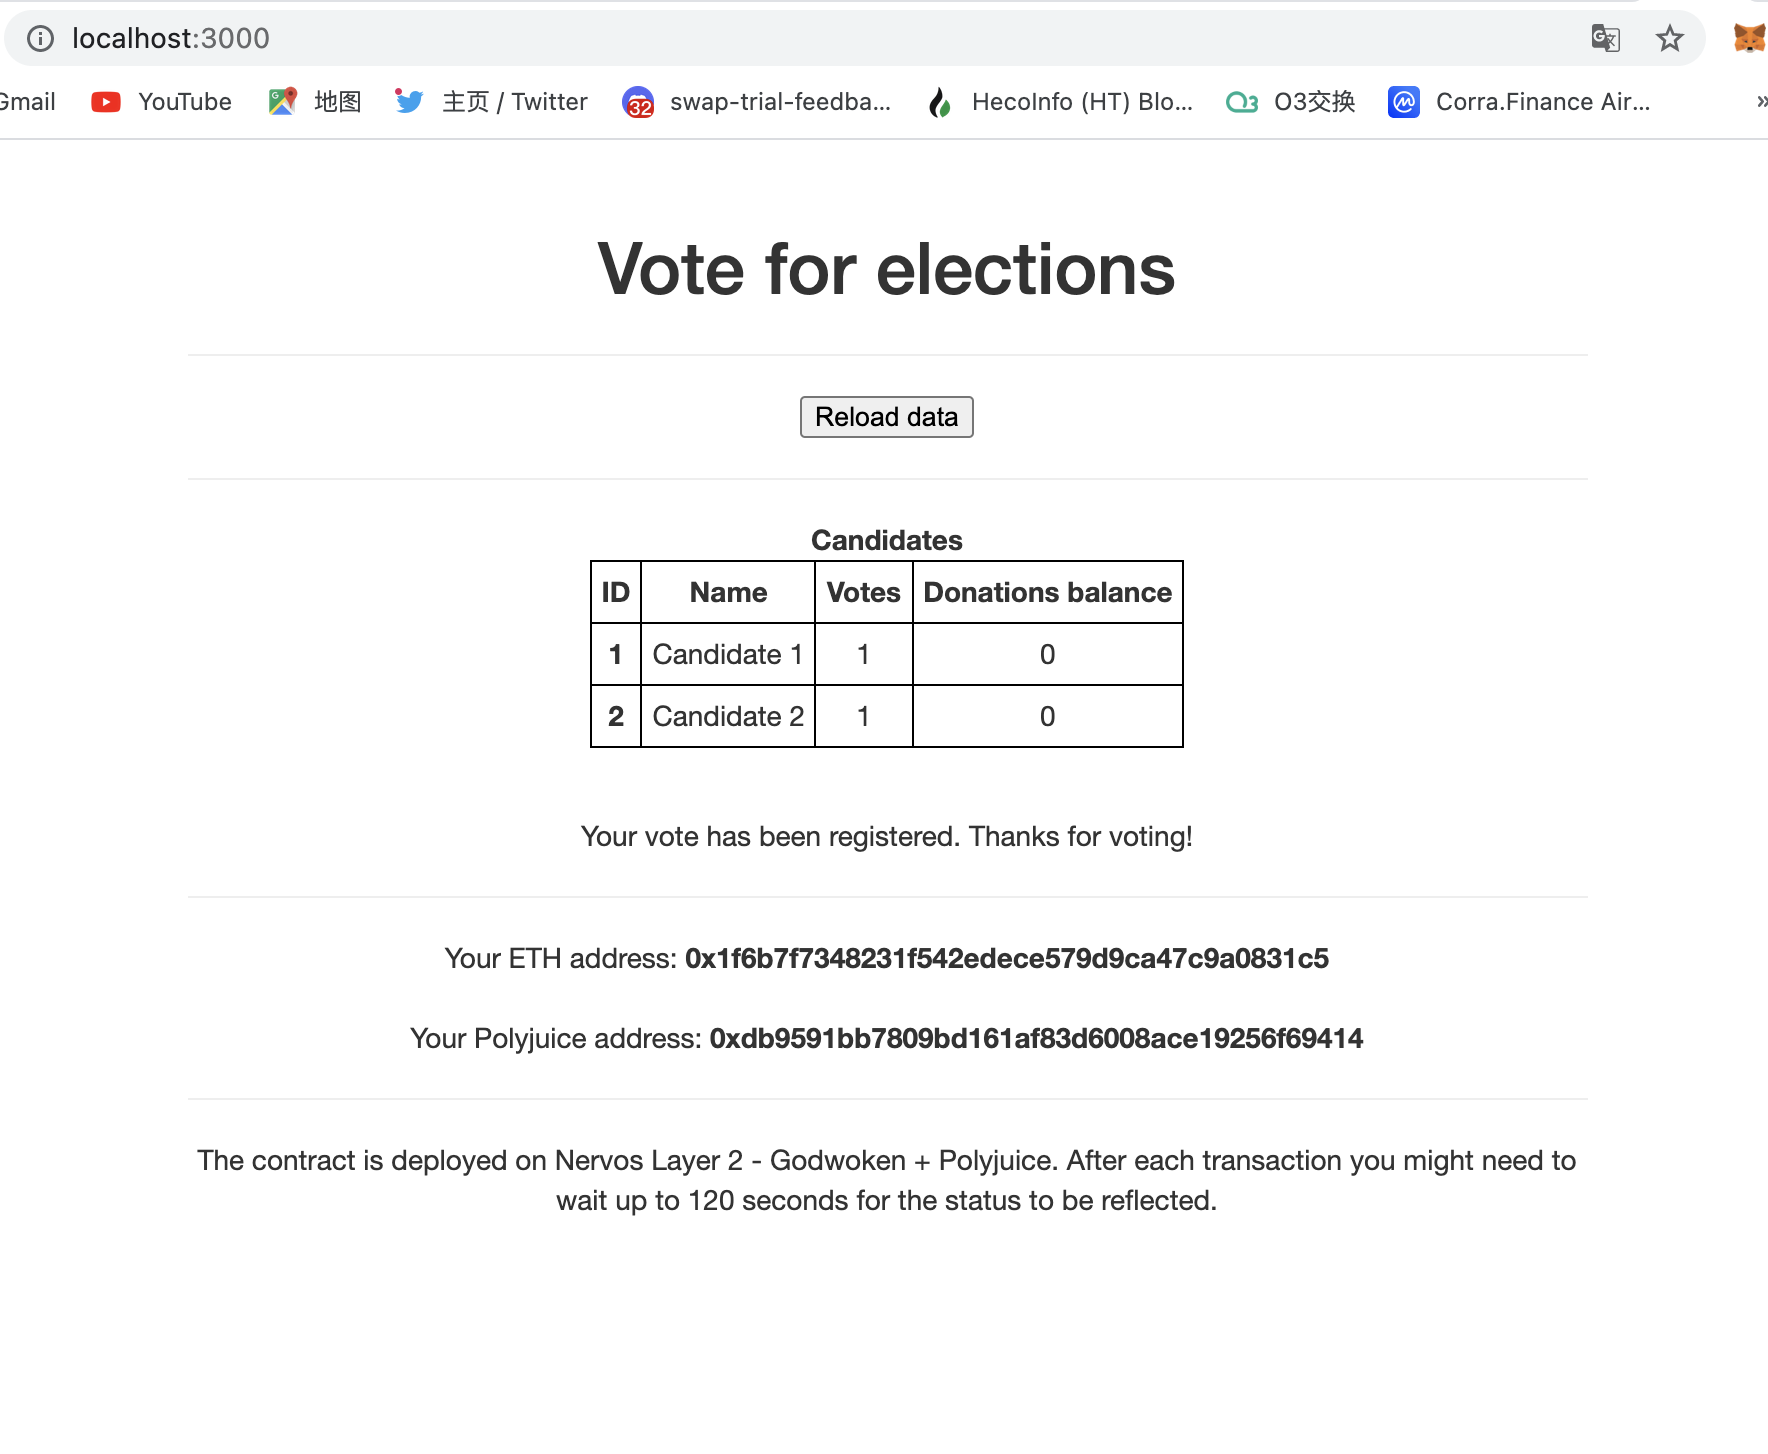 localhost:3000
Gmail YouTube 地图 主页 / Twitter 32 swap-trial-feedba... HecoInfo (HT) Blo... O3交换 Corra.Finance Air... »
Vote for elections
Reload data
Candidates
ID Name Votes Donations balance
1 Candidate 1 1 0
2 Candidate 2 1 0
Your vote has been registered. Thanks for voting!
Your ETH address: 0x1f6b7f7348231f542edece579d9ca47c9a0831c5
Your Polyjuice address: 0xdb9591bb7809bd161af83d6008ace19256f69414
The contract is deployed on Nervos Layer 2 - Godwoken + Polyjuice. After each transaction you might need to
wait up to 120 seconds for the status to be reflected.